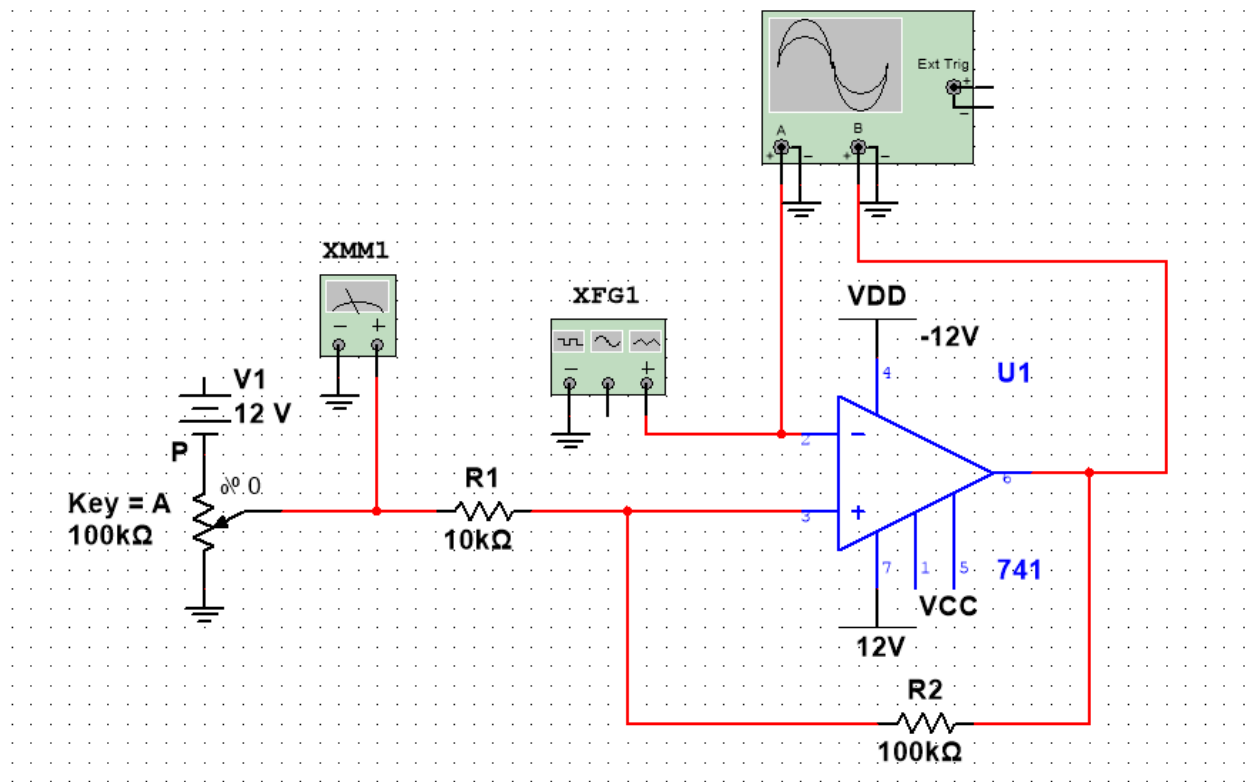 Ext Trig
+
−
A
B
+
−
+
−
XMM1
−
+
XFG1
−
+
VDD
-12V
4
U1
V1
12 V
P
0
Key = A
100kΩ
R1
10kΩ
2
−
3
+
6
7
1
5
741
VCC
12V
R2
100kΩ